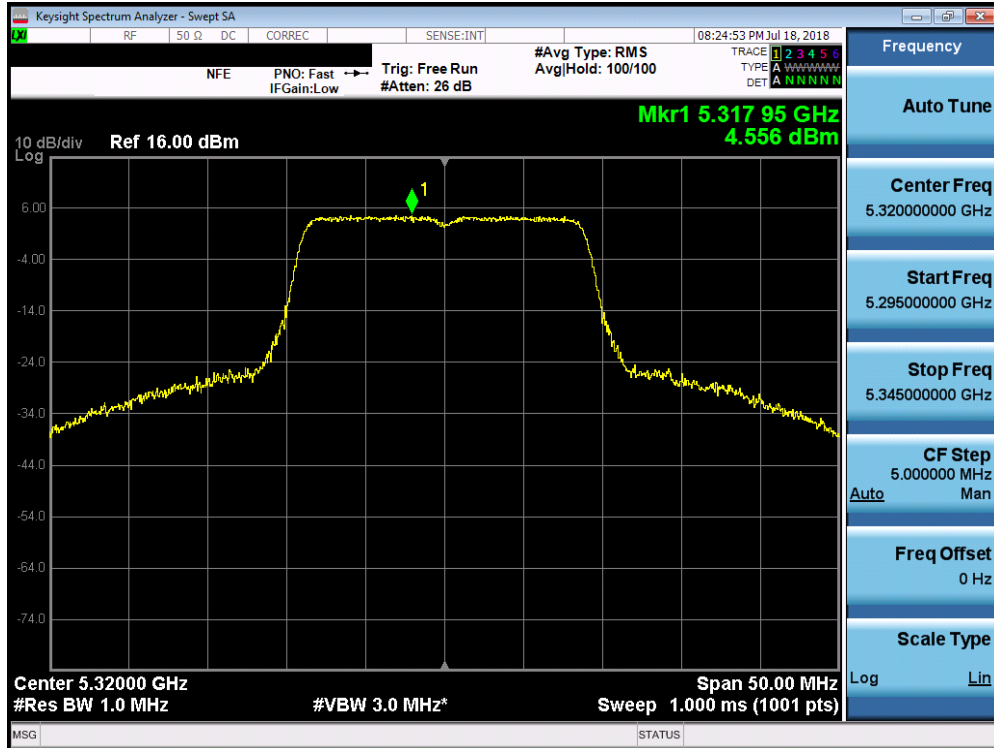 Keysight Spectrum Analyzer - Swept SA
LXI RF 50 Ω DC CORREC SENSE:INT 08:24:53 PM Jul 18, 2018
NFE PNO: Fast IFGain:Low
Trig: Free Run
#Atten: 26 dB
#Avg Type: RMS
Avg|Hold: 100/100
TRACE 1 2 3 4 5 6
TYPE A WWWWW
DET A N N N N N
Mkr1 5.317 95 GHz
4.556 dBm
10 dB/div Ref 16.00 dBm
Log
1
6.00
-4.00
-14.0
-24.0
-34.0
-44.0
-54.0
-64.0
-74.0
Center 5.32000 GHz Span 50.00 MHz
#Res BW 1.0 MHz #VBW 3.0 MHz* Sweep 1.000 ms (1001 pts)
MSG STATUS
Frequency
Auto Tune
Center Freq
5.320000000 GHz
Start Freq
5.295000000 GHz
Stop Freq
5.345000000 GHz
CF Step
5.000000 MHz
Auto Man
Freq Offset
0 Hz
Scale Type
Log Lin